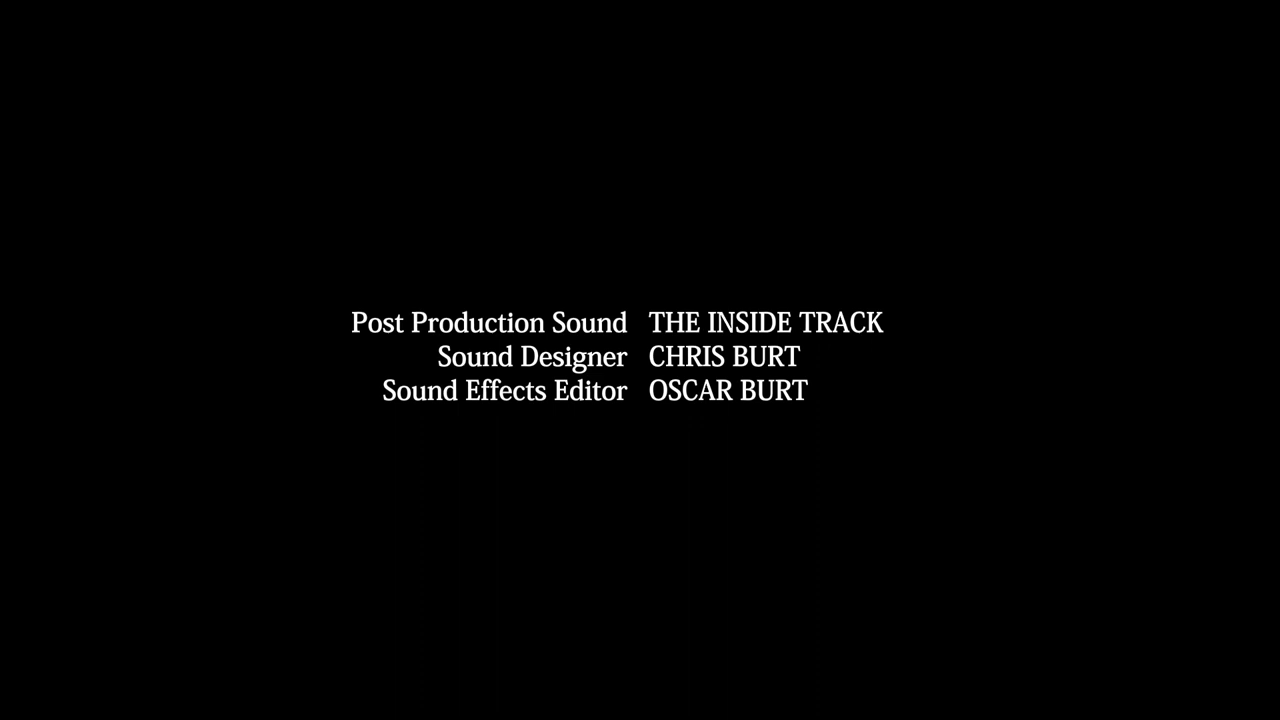 Post Production Sound THE INSIDE TRACK
Sound Designer CHRIS BURT
Sound Effects Editor OSCAR BURT